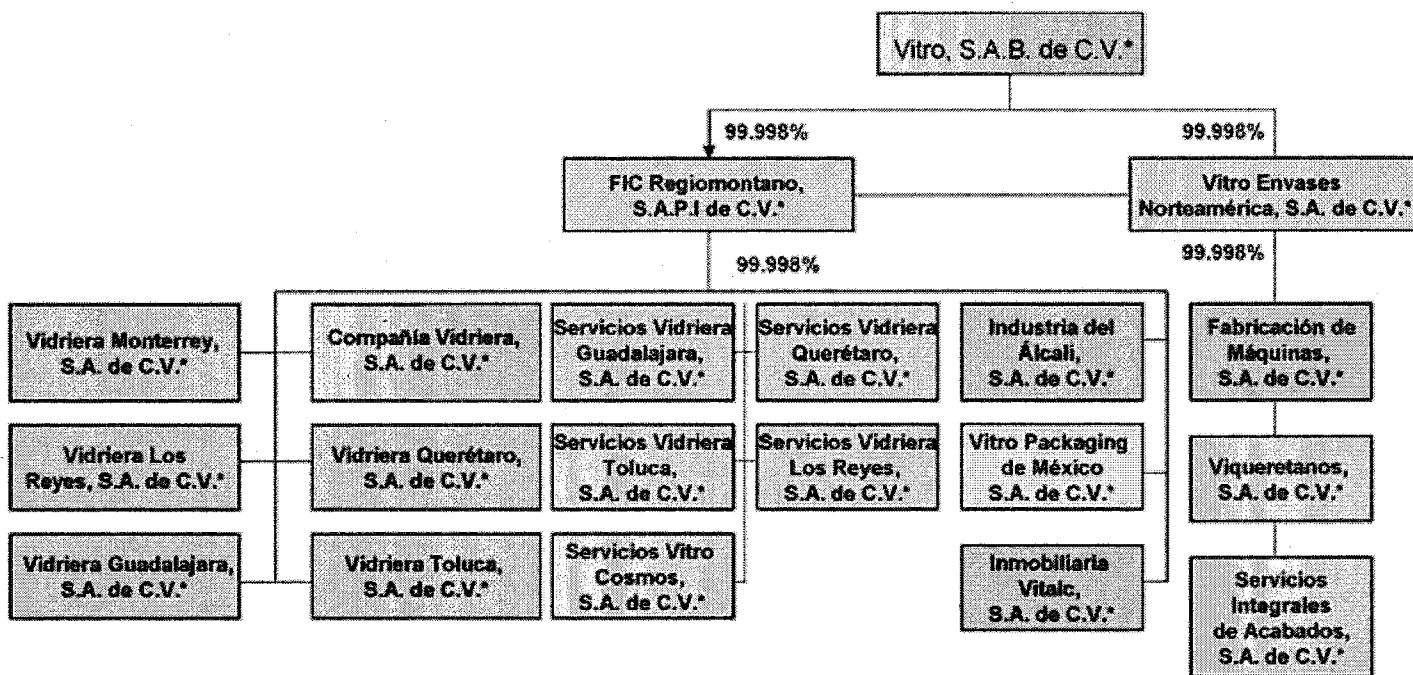 Vitro, S.A.B. de C.V.*
99.998%
99.998%
FIC Regiomontano,
S.A.P.I de C.V.*
Vitro Envases
Norteamérica, S.A. de C.V.*
99.998%
99.998%
Vidriera Monterrey,
S.A. de C.V.*
Compañía Vidriera,
S.A. de C.V.*
Servicios Vidriera
Guadalajara,
S.A. de C.V.*
Servicios Vidriera
Querétaro,
S.A. de C.V.*
Industria del
Álcali,
S.A. de C.V.*
Fabricación de
Máquinas,
S.A. de C.V.*
Vidriera Los
Reyes, S.A. de C.V.*
Vidriera Querétaro,
S.A. de C.V.*
Servicios Vidriera
Toluca,
S.A. de C.V.*
Servicios Vidriera
Los Reyes,
S.A. de C.V.*
Vitro Packaging
de México
S.A. de C.V.*
Viqueretanos,
S.A. de C.V.*
Vidriera Guadalajara,
S.A. de C.V.*
Vidriera Toluca,
S.A. de C.V.*
Servicios Vitro
Cosmos,
S.A. de C.V.*
Inmobiliaria
Vitalc,
S.A. de C.V.*
Servicios
Integrales
de Acabados,
S.A. de C.V.*